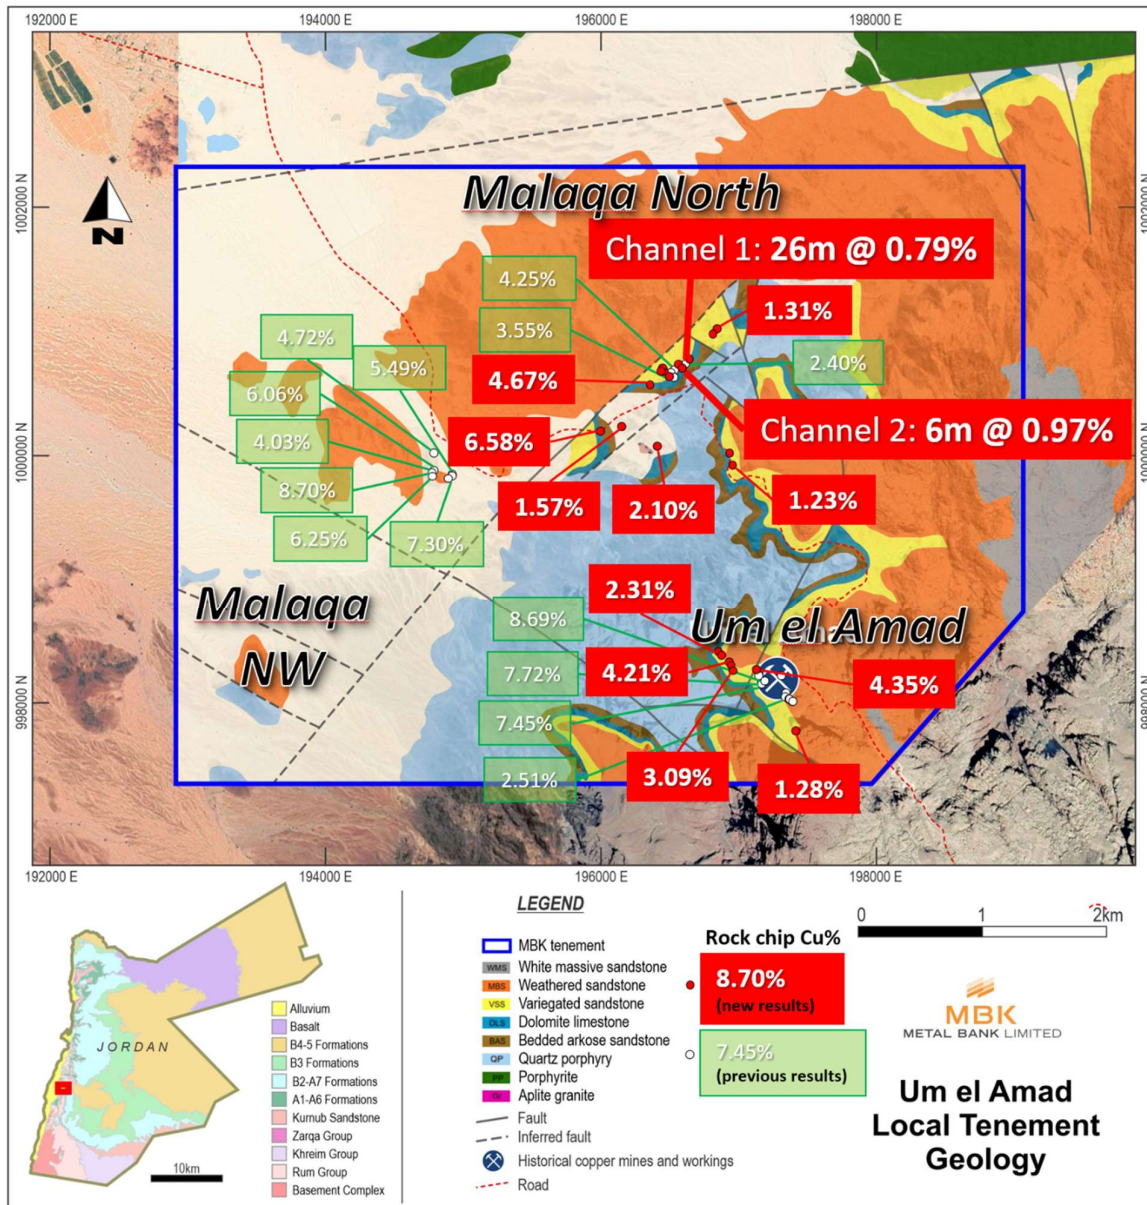 192000 E
194000 E
196000 E
198000 E
1002000 N
1002000 N
Malaqa North
Channel 1: 26m @ 0.79%
4.25%
1.31%
4.72%
3.55%
5.49%
2.40%
4.67%
6.06%
Channel 2: 6m @ 0.97%
4.03%
6.58%
1000000 N
1000000 N
8.70%
1.57%
2.10%
1.23%
6.25%
7.30%
N
2.31%
Malaqa
NW
8.69%
Um el Amad
7.72%
4.21%
4.35%
998000 N
998000 N
7.45%
2.51%
3.09%
1.28%
192000 E
194000 E
196000 E
198000 E
JORDAN
10km
Alluvium
Basalt
B4-5 Formations
B3 Formations
B2-A7 Formations
A1-A6 Formations
Kurnub Sandstone
Zarqa Group
Khreim Group
Rum Group
Basement Complex
LEGEND
MBK tenement
WMS White massive sandstone
MBS Weathered sandstone
VSS Variegated sandstone
DLS Dolomite limestone
BAS Bedded arkose sandstone
QP Quartz porphyry
PP Porphyrite
Aplite granite
Fault
Inferred fault
Historical copper mines and workings
Road
Rock chip Cu%
8.70%
(new results)
7.45%
(previous results)
0 1 2km
MBK
METAL BANK LIMITED
Um el Amad
Local Tenement
Geology